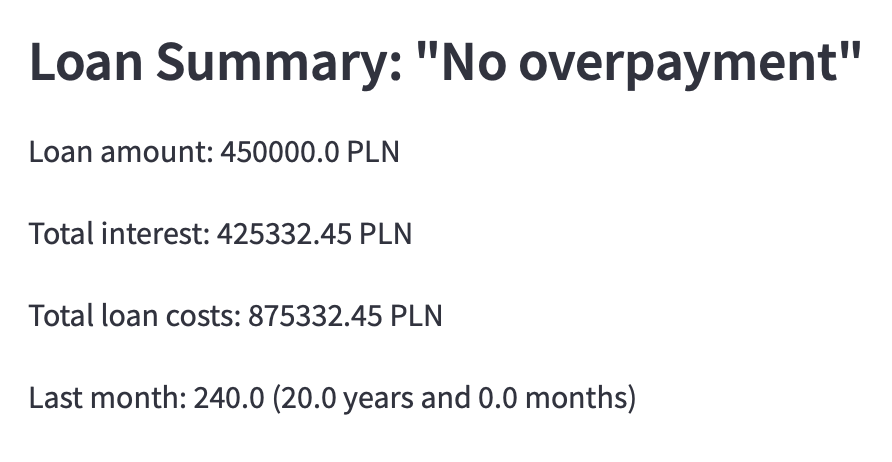 Loan Summary: "No overpayment"
Loan amount: 450000.0 PLN
Total interest: 425332.45 PLN
Total loan costs: 875332.45 PLN
Last month: 240.0 (20.0 years and 0.0 months)